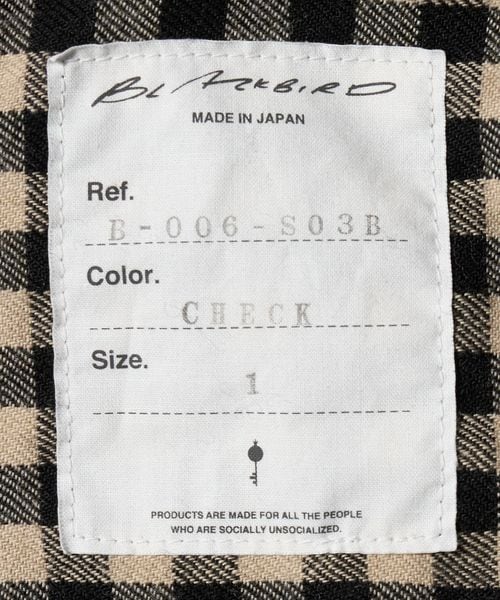 BLACKBIRD
MADE IN JAPAN
Ref.
B-006-S03B
Color.
CHECK
Size.
1
PRODUCTS ARE MADE FOR ALL THE PEOPLE
WHO ARE SOCIALLY UNSOCIALIZED.